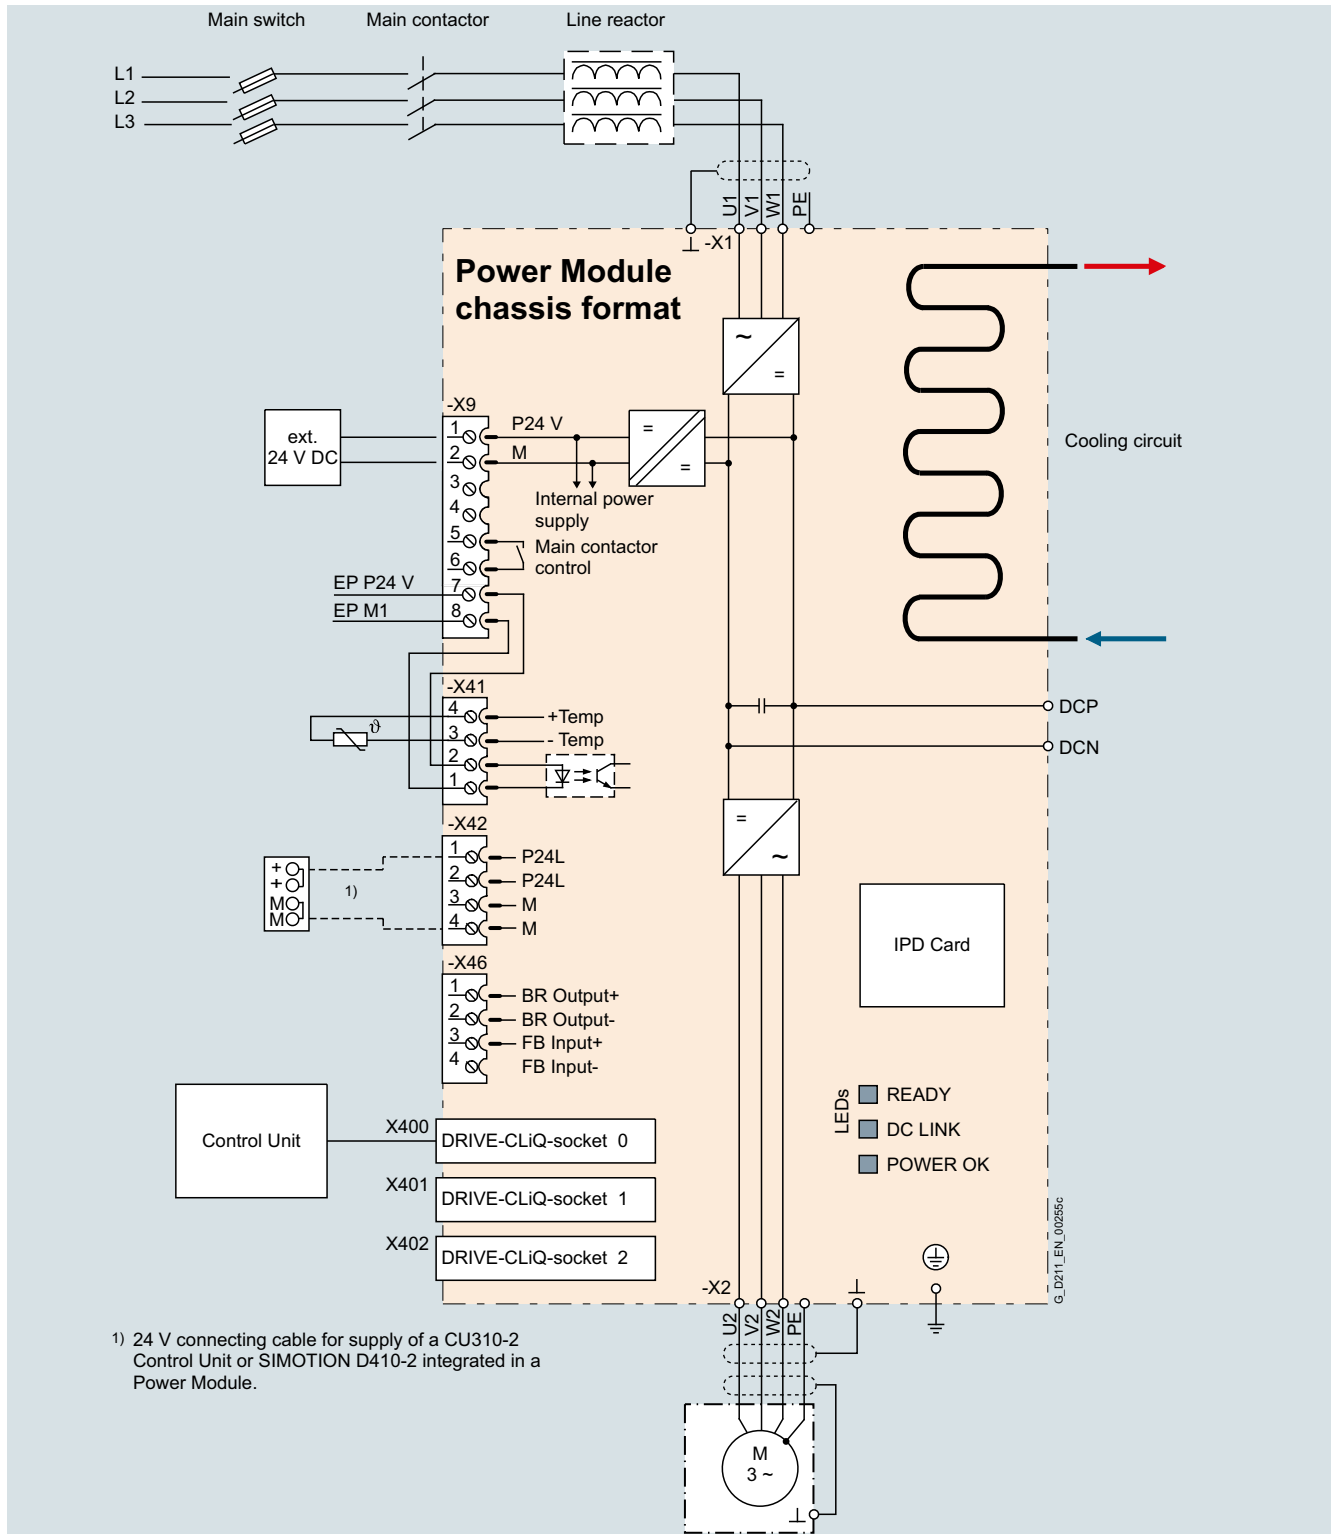 Main switch
Main contactor
Line reactor
L1
L2
L3
U1
V1
W1
PE
-X1
Power Module
chassis format
~
=
-X9
ext.
24 V DC
1
2
3
4
5
6
7
8
P24 V
M
=
=
Internal power
supply
Main contactor
control
EP P24 V
EP M1
Cooling circuit
-X41
4
3
2
1
ϑ
+Temp
- Temp
DCP
DCN
-X42
1
2
3
4
P24L
P24L
M
M
+
+
M
M
1)
=
~
IPD Card
-X46
1
2
3
4
BR Output+
BR Output-
FB Input+
FB Input-
LEDs
READY
DC LINK
POWER OK
Control Unit
X400
DRIVE-CLiQ-socket 0
X401
DRIVE-CLiQ-socket 1
X402
DRIVE-CLiQ-socket 2
G_D211_EN_00255c
-X2
U2
V2
W2
PE
1) 24 V connecting cable for supply of a CU310-2
Control Unit or SIMOTION D410-2 integrated in a
Power Module.
M
3 ~